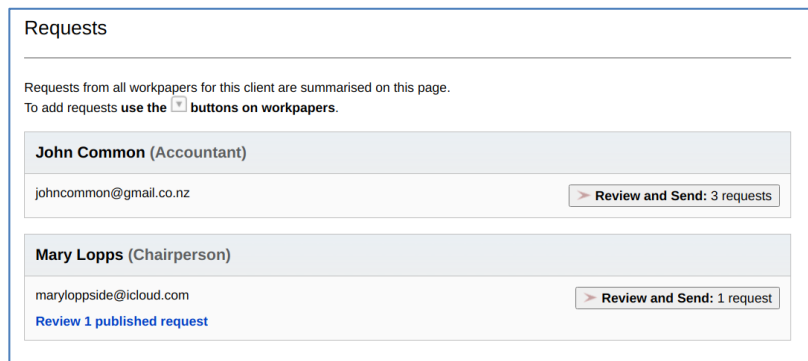 Requests
Requests from all workpapers for this client are summarised on this page.
To add requests use the buttons on workpapers.
John Common (Accountant)
johncommon@gmail.co.nz
Review and Send: 3 requests
Mary Lopps (Chairperson)
maryloppside@icloud.com
Review and Send: 1 request
Review 1 published request